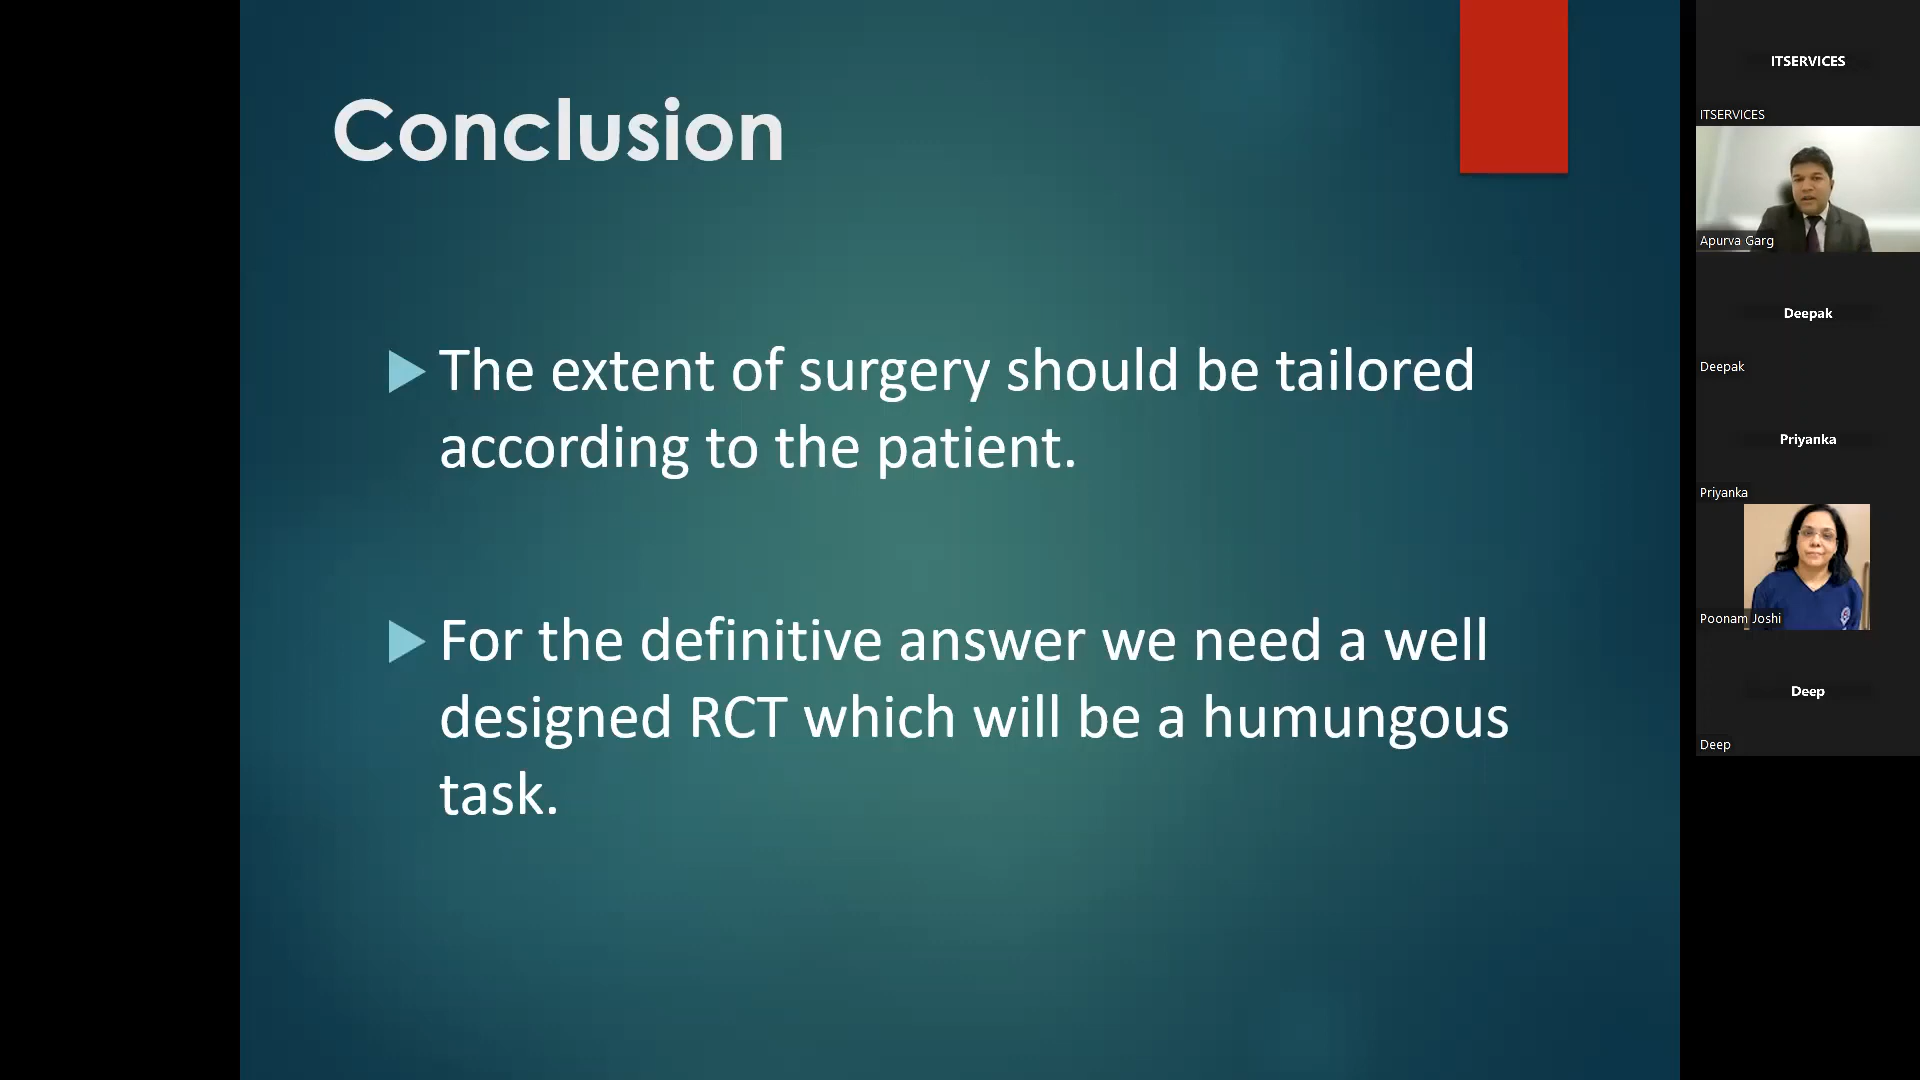 Conclusion
The extent of surgery should be tailored
according to the patient.
For the definitive answer we need a well
designed RCT which will be a humungous
task.
ITSERVICES
ITSERVICES
Apurva Garg
Deepak
Deepak
Priyanka
Priyanka
Poonam Joshi
Deep
Deep